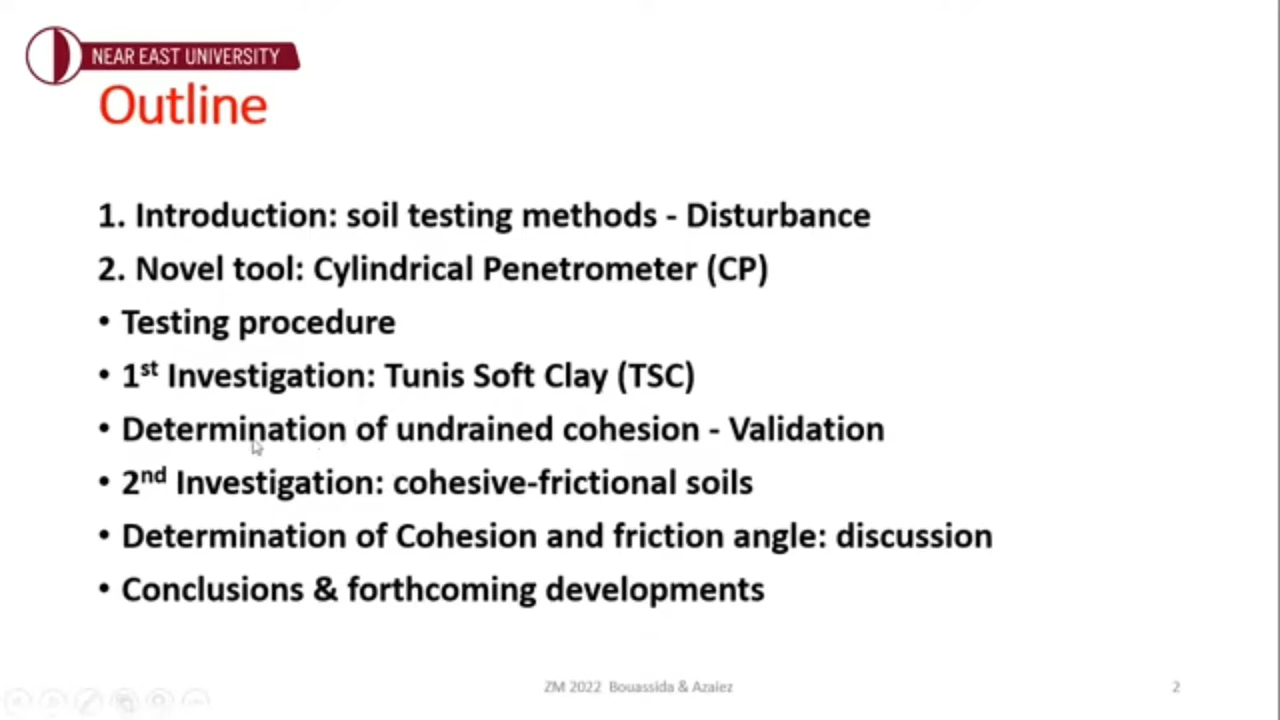 NEAR EAST UNIVERSITY
Outline
1. Introduction: soil testing methods - Disturbance
2. Novel tool: Cylindrical Penetrometer (CP)
• Testing procedure
• 1st Investigation: Tunis Soft Clay (TSC)
• Determination of undrained cohesion - Validation
• 2nd Investigation: cohesive-frictional soils
• Determination of Cohesion and friction angle: discussion
• Conclusions & forthcoming developments
ZM 2022 Bouassida & Azaiez
2